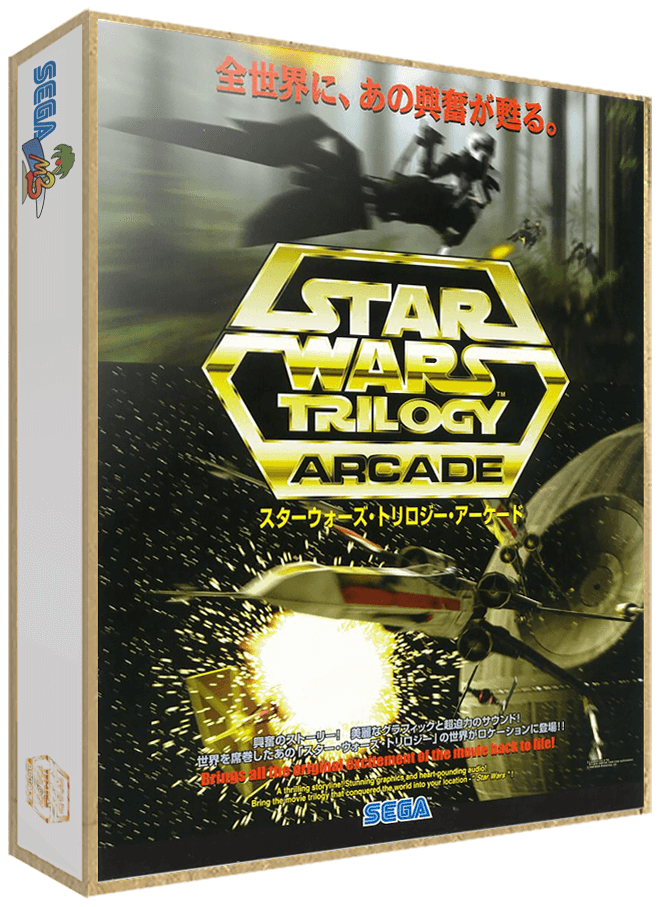 SEGA
全世界に、あの興奮が甦る。
STAR
WARS
TM
TRILOGY
ARCADE
スターウォーズ・トリロジー・アーケード
興奮のストーリー! 美麗なグラフィックと超迫力のサウンド!
世界を席巻したあの「スター・ウォーズ・トリロジー」の世界がロケーションに登場!!
Brings all the original excitement of the movie back to life!
A thrilling storyline. Stunning graphics and heart-pounding audio!
Bring the movie trilogy that conquered the world into your location - "Star Wars"!
SEGA
STAR
WARS
TRILOGY
ARCADE